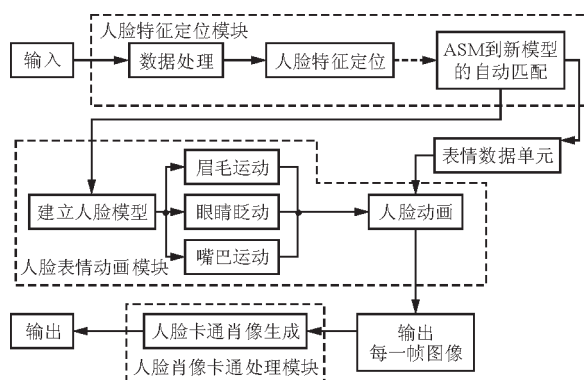 人脸特征定位模块
输入
数据处理
人脸特征定位
ASM到新模型
的自动匹配
表情数据单元
眉毛运动
建立人脸模型
眼睛眨动
人脸动画
嘴巴运动
人脸表情动画模块
输出
人脸卡通肖像生成
输出
每一帧图像
人脸肖像卡通处理模块